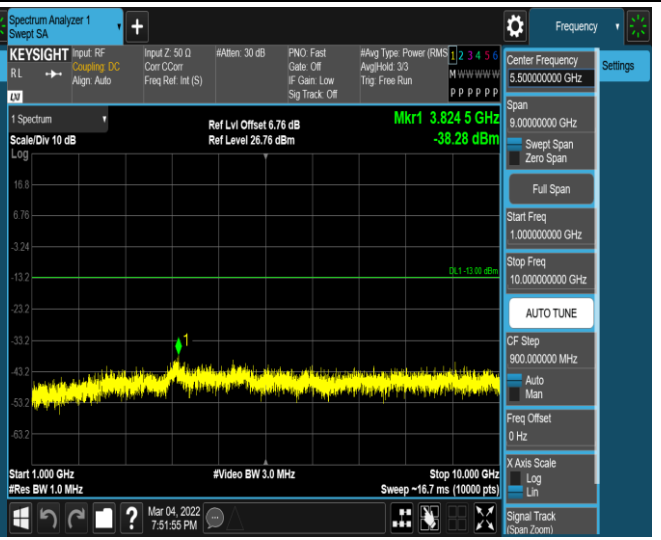 Spectrum Analyzer 1
Swept SA
+
Frequency
KEYSIGHT
RL
LXI
Input: RF
Coupling: DC
Align: Auto
Input Z: 50 Ω
Corr CCorr
Freq Ref: Int (S)
#Atten: 30 dB
PNO: Fast
Gate: Off
IF Gain: Low
Sig Track: Off
#Avg Type: Power (RMS
Avg|Hold: 3/3
Trig: Free Run
1 2 3 4 5 6
M W W W W W
P P P P P P
1 Spectrum
Scale/Div 10 dB
Log
Ref Lvl Offset 6.76 dB
Ref Level 26.76 dBm
Mkr1 3.824 5 GHz
-38.28 dBm
16.8
6.76
-3.24
-13.2
DL1 -13.00 dBm
-23.2
-33.2
1
-43.2
-53.2
-63.2
Start 1.000 GHz
#Res BW 1.0 MHz
#Video BW 3.0 MHz
Stop 10.000 GHz
Sweep ~16.7 ms (10000 pts)
?
Mar 04, 2022
7:51:55 PM
Center Frequency
5.500000000 GHz
Span
9.00000000 GHz
Swept Span
Zero Span
Full Span
Start Freq
1.000000000 GHz
Stop Freq
10.000000000 GHz
AUTO TUNE
CF Step
900.000000 MHz
Auto
Man
Freq Offset
0 Hz
X Axis Scale
Log
Lin
Signal Track
(Span Zoom)
Settings